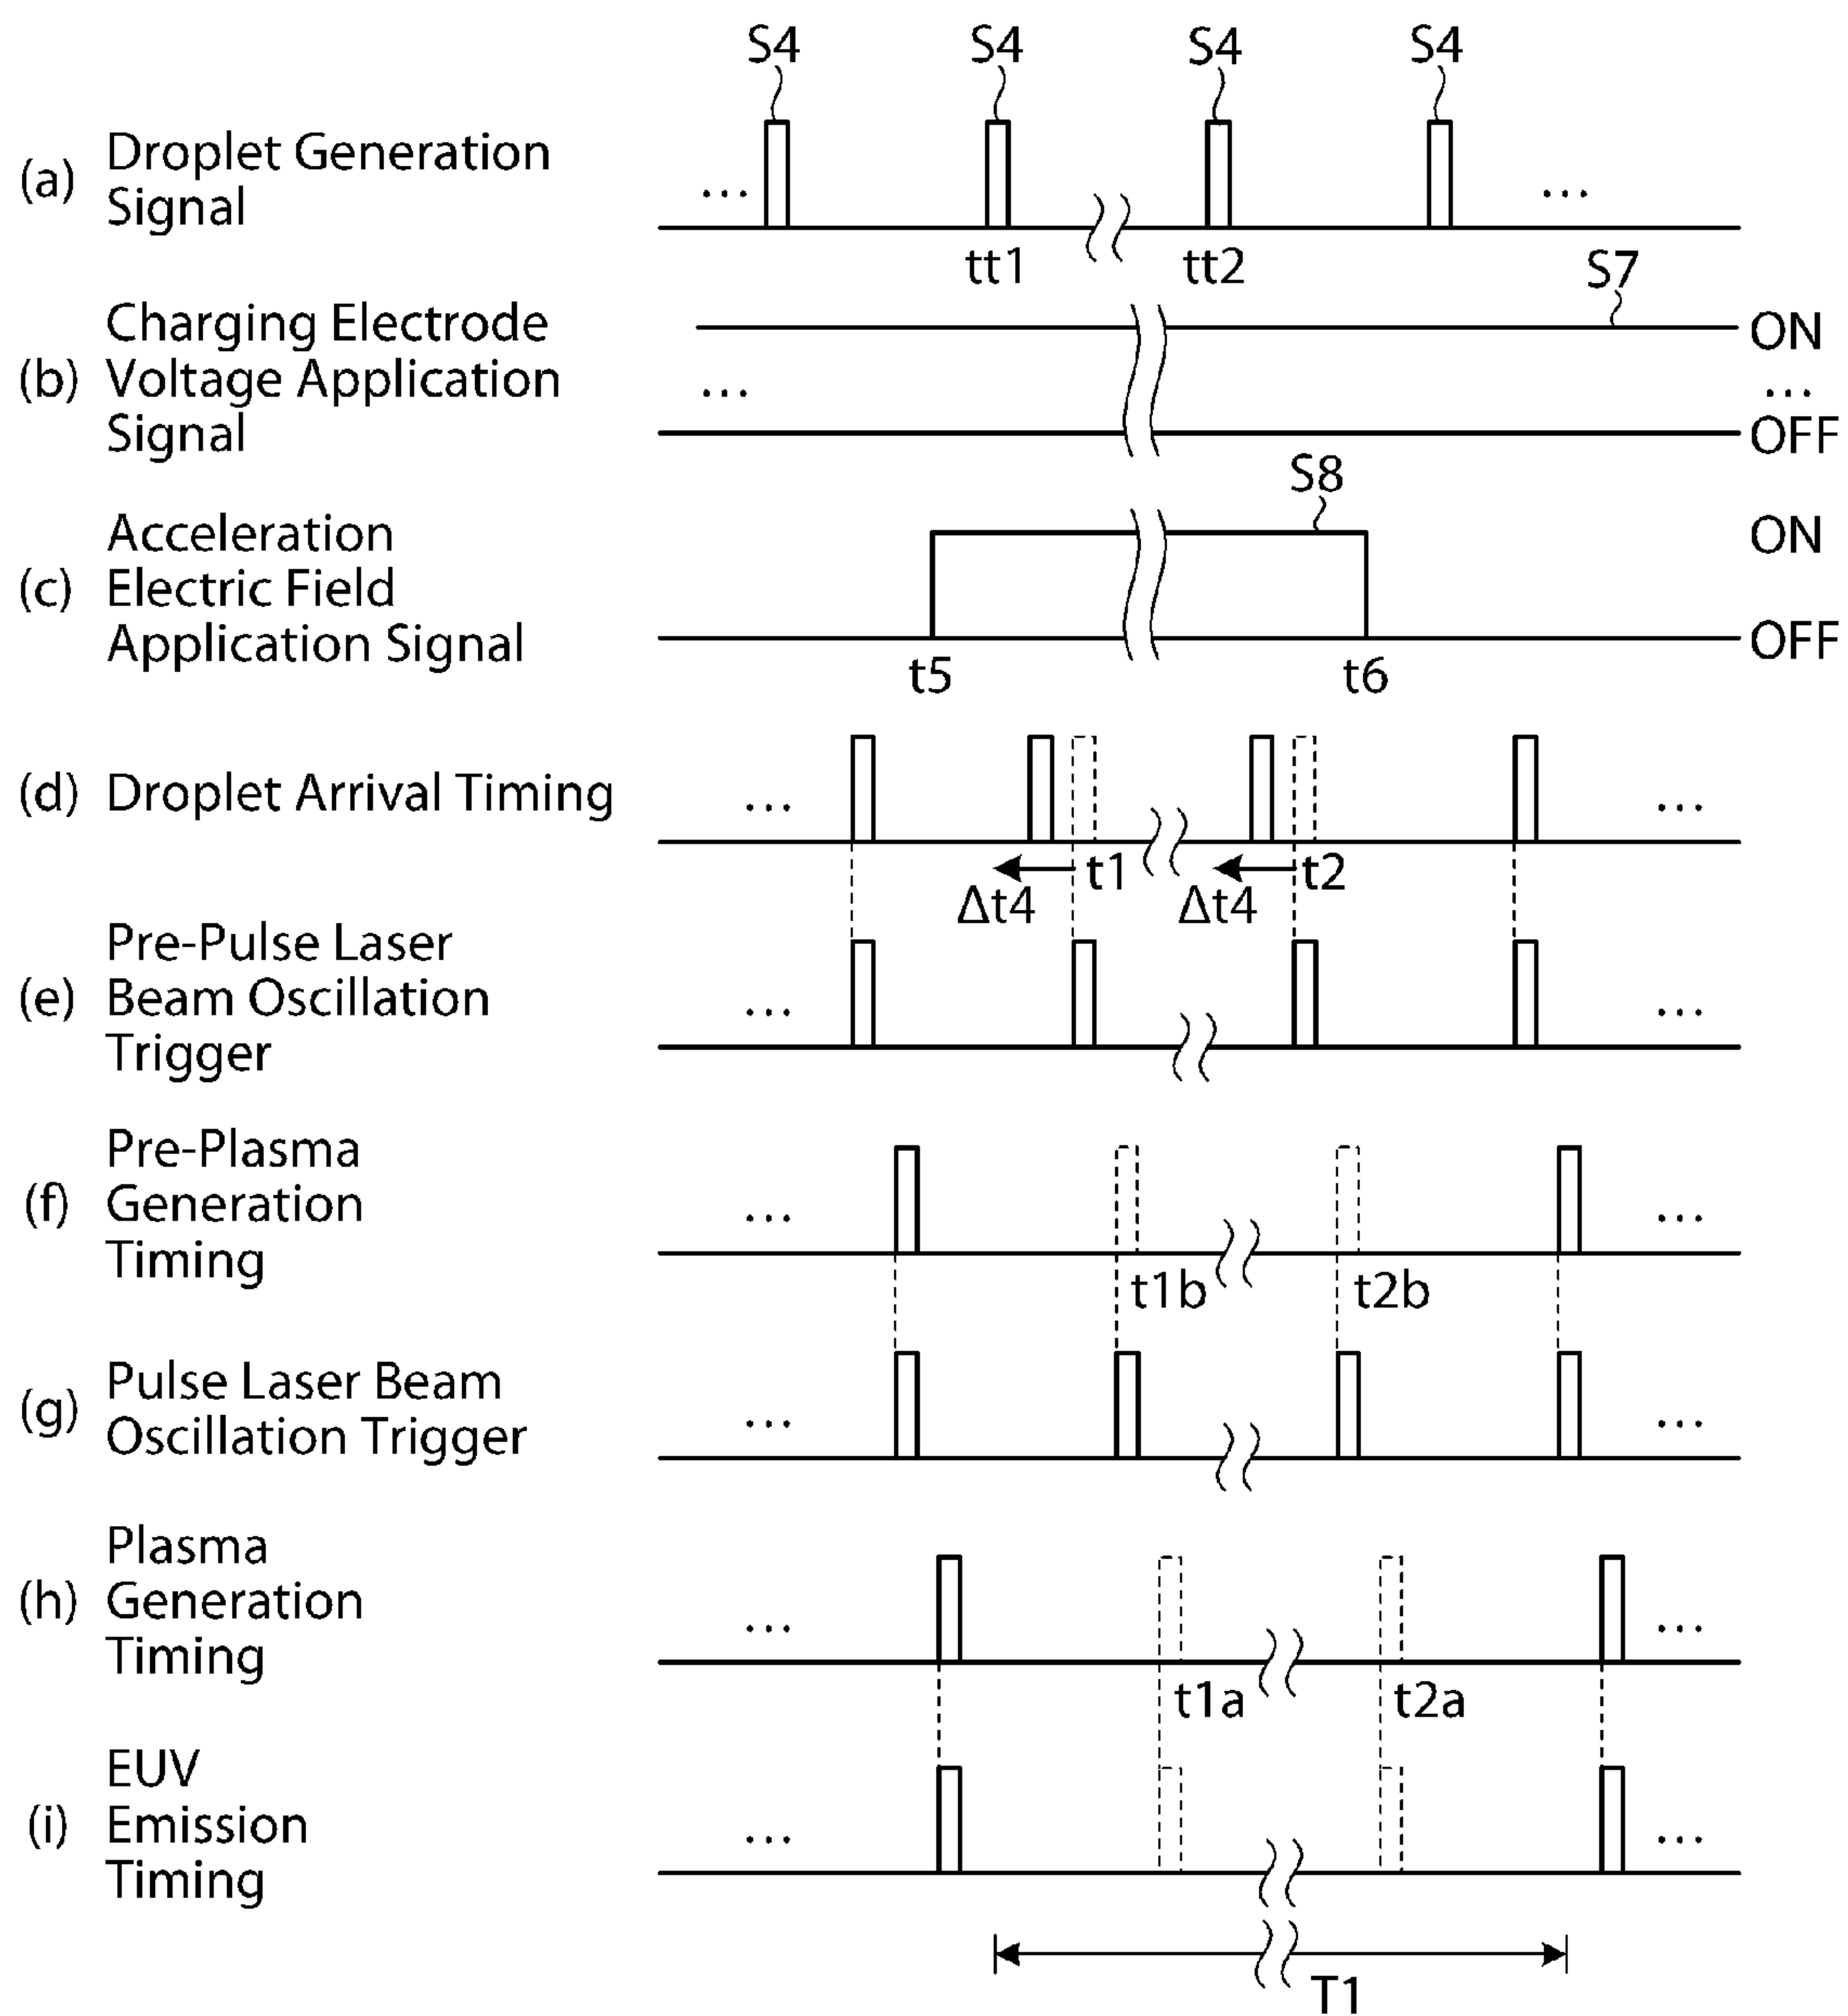 S4 S4 S4 S4
(a) Droplet Generation
Signal
... ...
tt1 tt2
S7
Charging Electrode
(b) Voltage Application
Signal
ON
... ...
OFF
S8
Acceleration
(c) Electric Field
Application Signal
ON
OFF
t5 t6
(d) Droplet Arrival Timing
... ...
t1 t2
Δt4 Δt4
Pre-Pulse Laser
(e) Beam Oscillation
Trigger
... ...
Pre-Plasma
(f) Generation
Timing
... ...
t1b t2b
(g) Pulse Laser Beam
Oscillation Trigger
... ...
Plasma
(h) Generation
Timing
... ...
t1a t2a
EUV
(i) Emission
Timing
... ...
T1